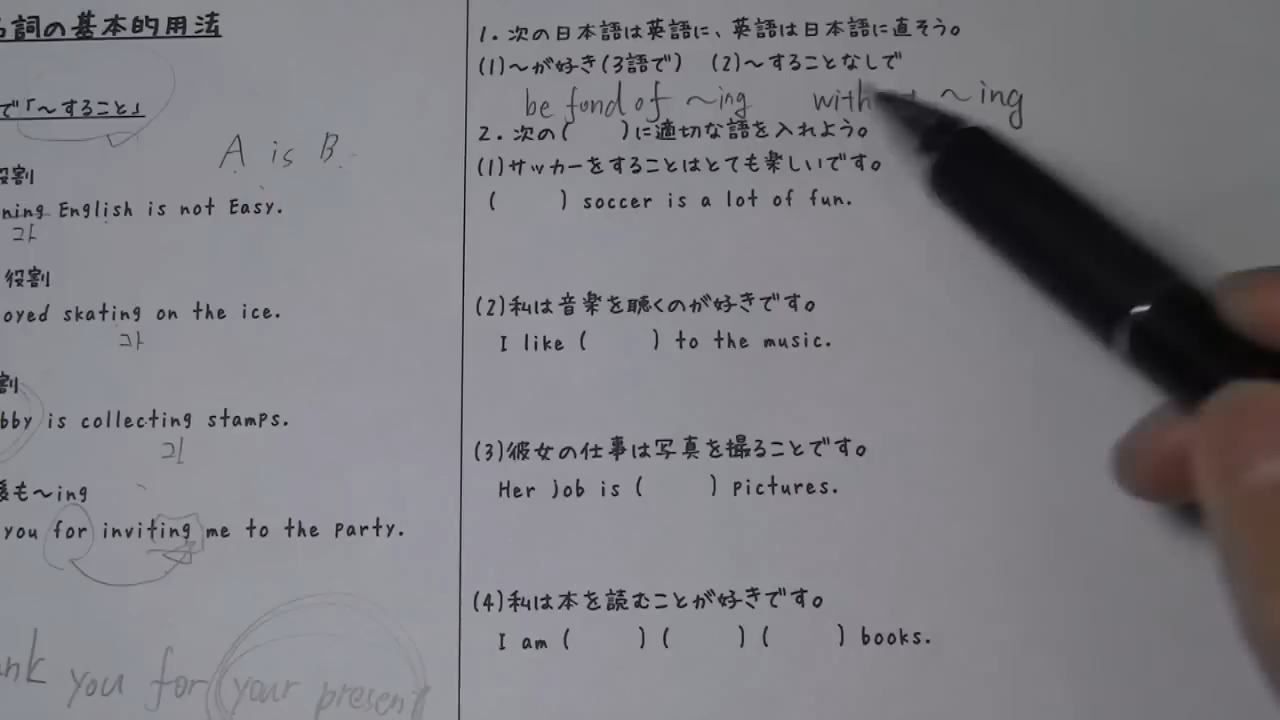 詞の基本的用法
で「～すること」
A is B.
役割
ning English is not Easy.
役割
oyed skating on the ice.
割
bby is collecting stamps.
も～ing
you for inviting me to the party.
you for your present
1. 次の日本語は英語に、英語は日本語に直そう。
(1)～が好き(3語で) (2)～することなしで
be fond of ～ing ～ing
2. 次の( )に適切な語を入れよう。
(1)サッカーをすることはとても楽しいです。
( ) soccer is a lot of fun.
(2)私は音楽を聴くのが好きです。
I like ( ) to the music.
(3)彼女の仕事は写真を撮ることです。
Her job is ( ) pictures.
(4)私は本を読むことが好きです。
I am ( ) ( ) ( ) books.